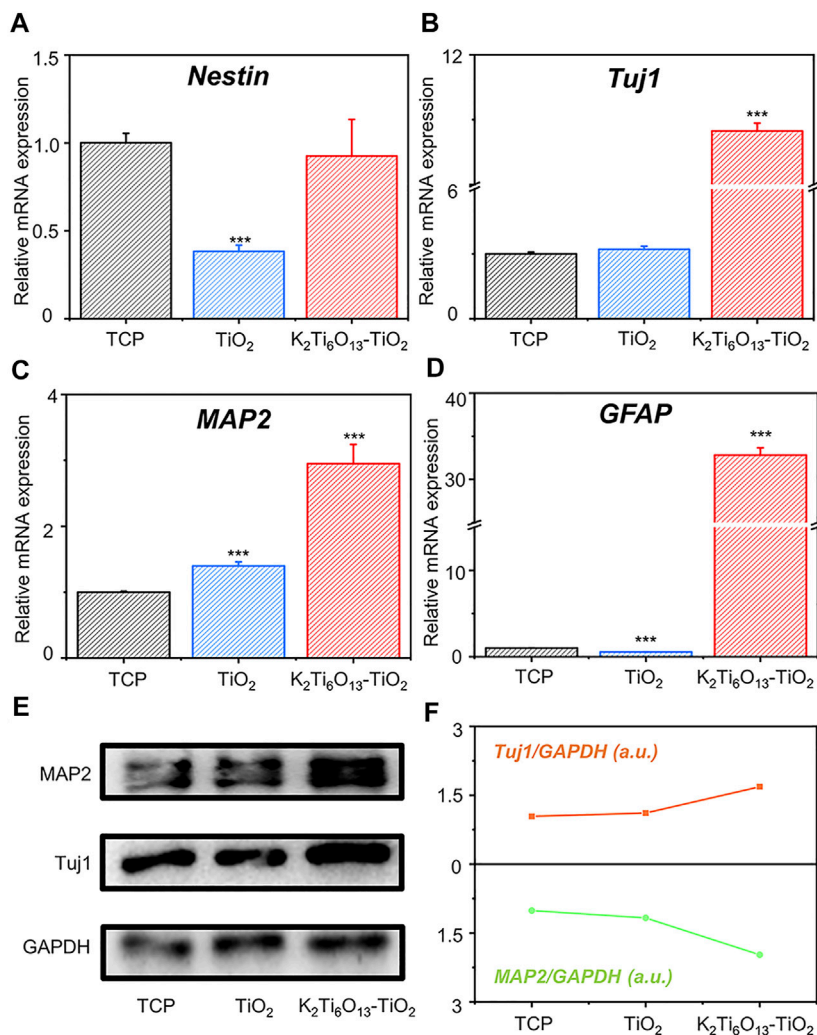 A
Nestin
Relative mRNA expression
1.5
1.0
0.5
0
***
TCP
TiO₂
K₂Ti₆O₁₃-TiO₂
B
Tuj1
Relative mRNA expression
12
6
3
0
***
TCP
TiO₂
K₂Ti₆O₁₃-TiO₂
C
MAP2
Relative mRNA expression
4
2
0
***
***
TCP
TiO₂
K₂Ti₆O₁₃-TiO₂
D
GFAP
Relative mRNA expression
40
30
10
0
***
***
TCP
TiO₂
K₂Ti₆O₁₃-TiO₂
E
MAP2
Tuj1
GAPDH
TCP
TiO₂
K₂Ti₆O₁₃-TiO₂
F
3
Tuj1/GAPDH (a.u.)
1.5
0
1.5
MAP2/GAPDH (a.u.)
3
TCP
TiO₂
K₂Ti₆O₁₃-TiO₂